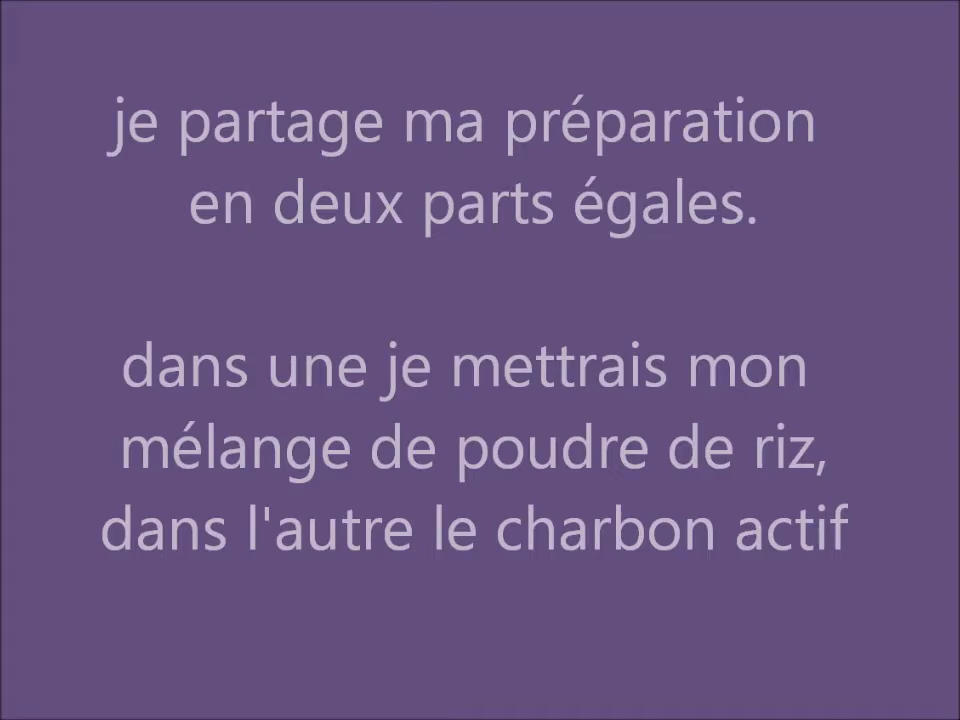 je partage ma préparation
en deux parts égales.
dans une je mettrais mon
mélange de poudre de riz,
dans l'autre le charbon actif